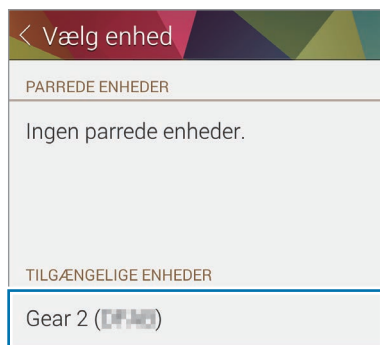 Vælg enhed
PARREDE ENHEDER
Ingen parrede enheder.
TILGÆNGELIGE ENHEDER
Gear 2 ()